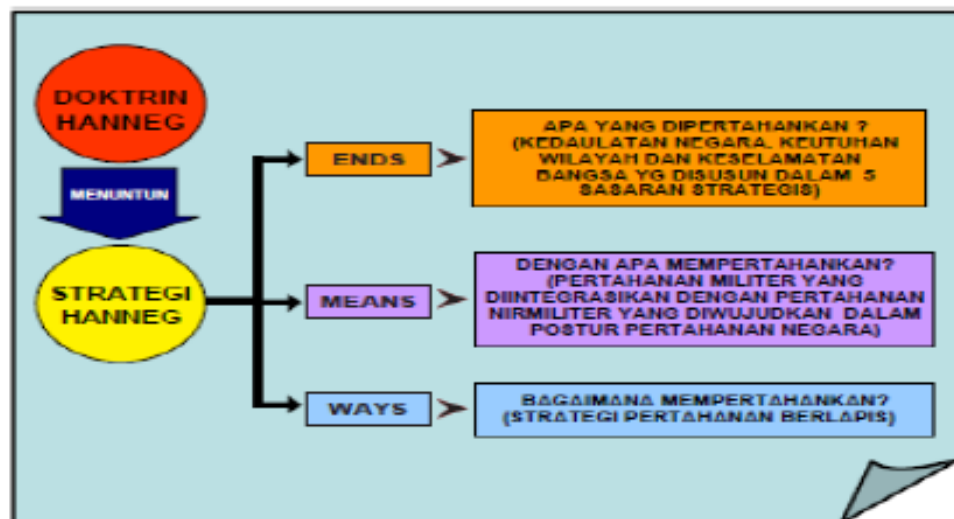 DOKTRIN
HANNEG
MENUNTUN
STRATEGI
HANNEG
ENDS
APA YANG DIPERTAHANKAN ?
(KEDAULATAN NEGARA, KEUTUHAN
WILAYAH DAN KESELAMATAN
BANGSA YG DISUSUN DALAM 5
SASARAN STRATEGIS)
MEANS
DENGAN APA MEMPERTAHANKAN?
(PERTAHANAN MILITER YANG
DIINTEGRASIKAN DENGAN PERTAHANAN
NIRMILITER YANG DIWUJUDKAN DALAM
POSTUR PERTAHANAN NEGARA)
WAYS
BAGAIMANA MEMPERTAHANKAN?
(STRATEGI PERTAHANAN BERLAPIS)